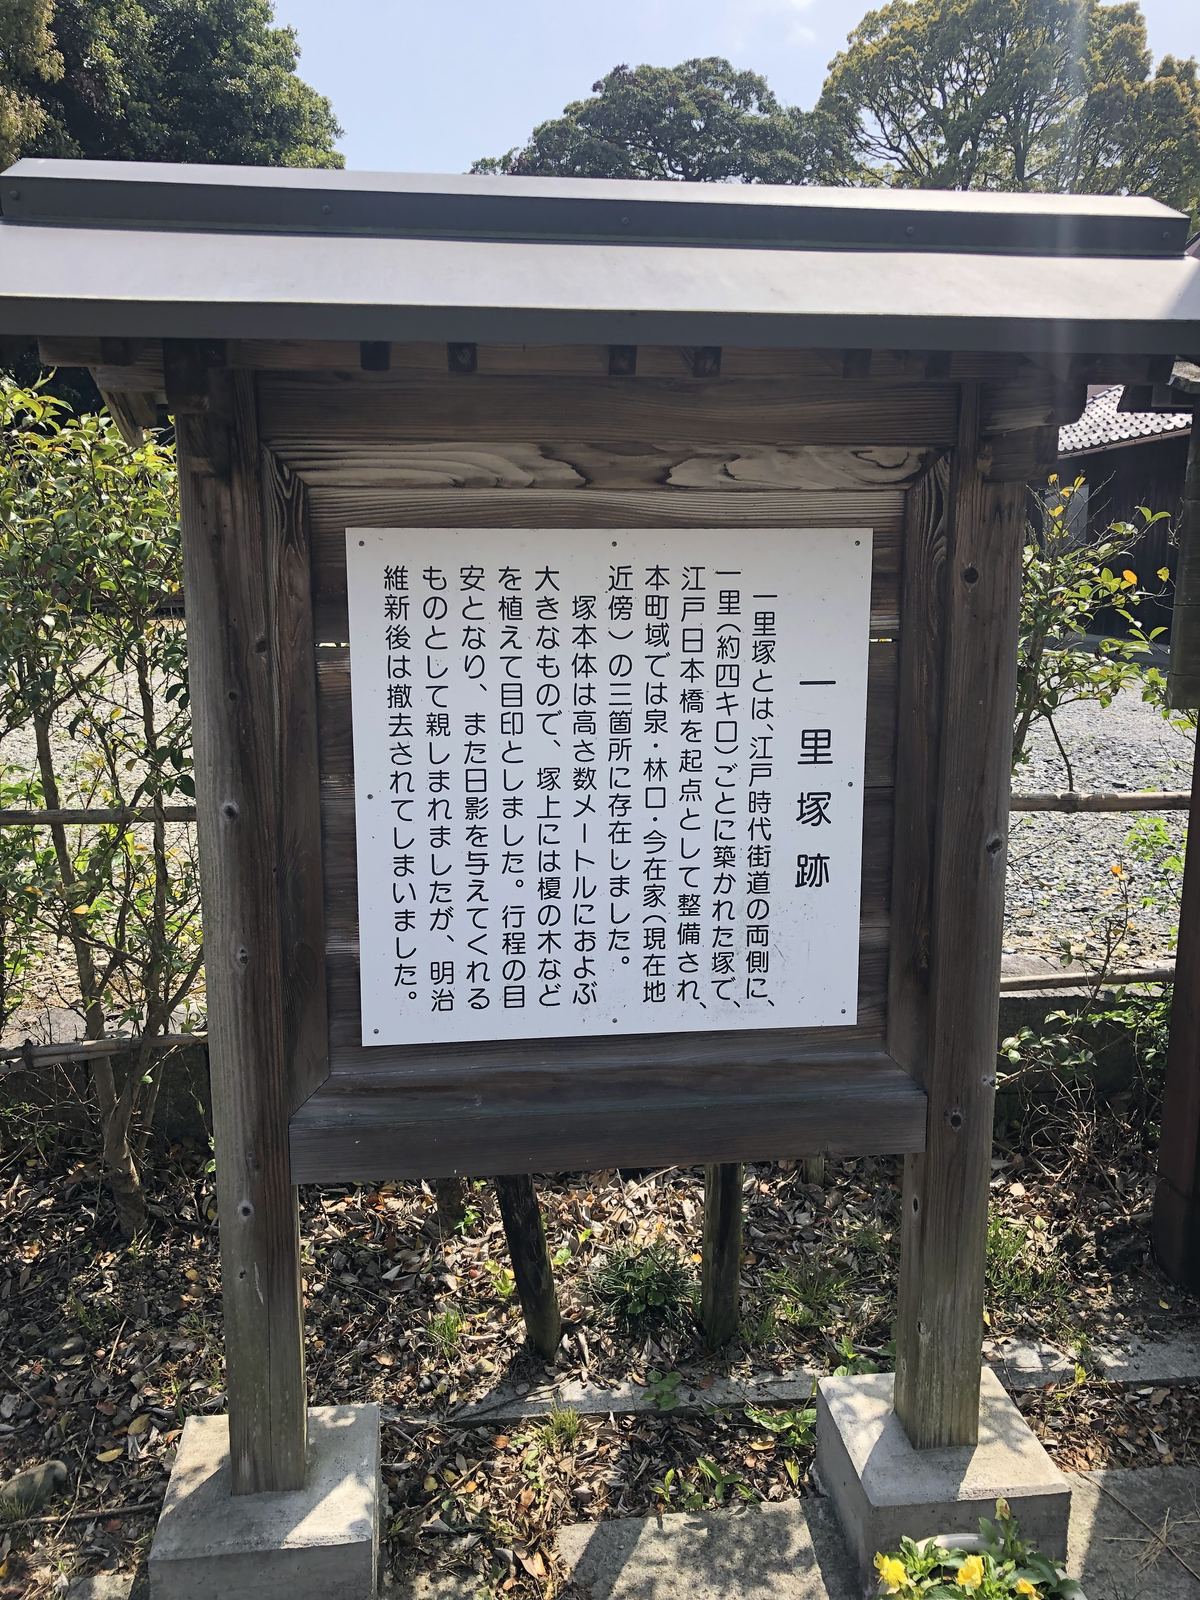 一里塚跡
一里塚とは、江戸時代街道の両側に、
一里(約四キロ)ごとに築かれた塚で、
江戸日本橋を起点として整備され、
本町域では泉・林口・今在家(現在地
近傍)の三箇所に存在しました。
塚本体は高さ数メートルにおよぶ
大きなもので、塚上には榎の木など
を植えて目印としました。行程の目
安となり、また日影を与えてくれる
ものとして親しまれましたが、明治
維新後は撤去されてしまいました。